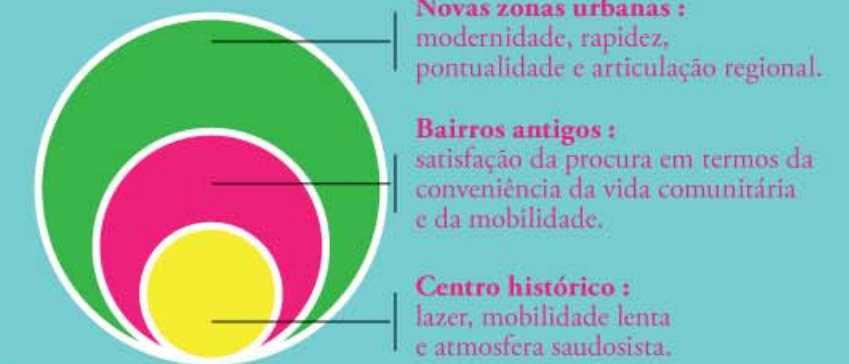 Novas zonas urbanas :
modernidade, rapidez,
pontualidade e articulação regional.
Bairros antigos :
satisfação da procura em termos da
conveniência da vida comunitária
e da mobilidade.
Centro histórico :
lazer, mobilidade lenta
e atmosfera saudosista.